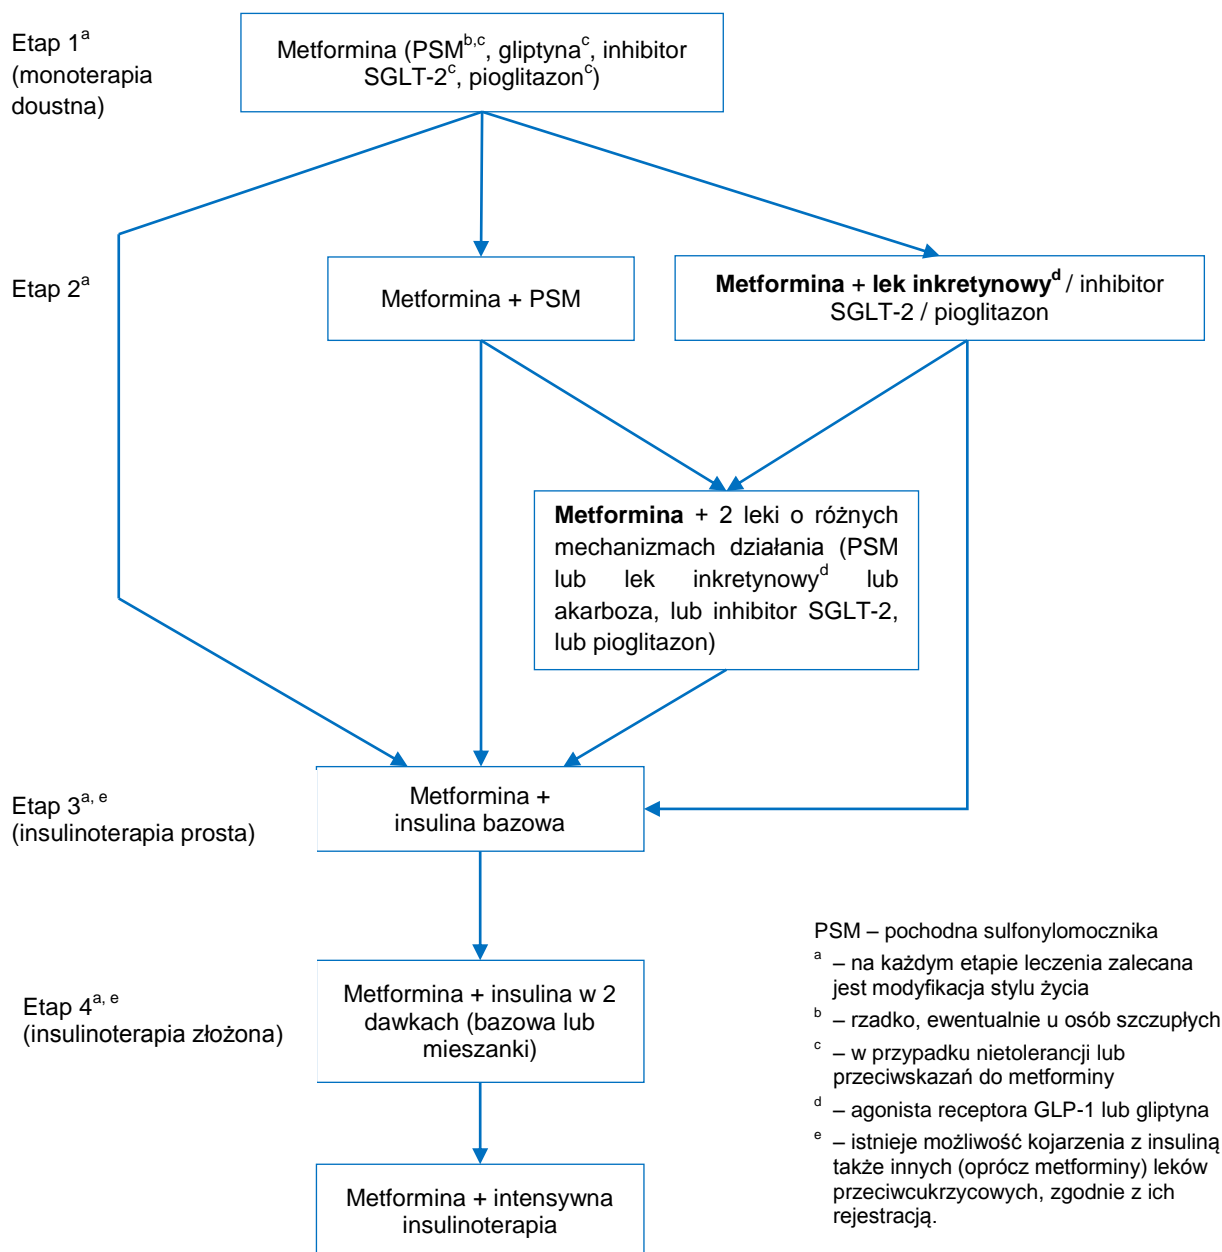 Etap 1a
(monoterapia
doustna)
Metformina (PSMb,c, gliptynac, inhibitor
SGLT-2c, pioglitazonc)
Etap 2a
Metformina + PSM
Metformina + lek inkretynowyd / inhibitor
SGLT-2 / pioglitazon
Metformina + 2 leki o różnych
mechanizmach działania (PSM
lub lek inkretynowyd lub
akarboza, lub inhibitor SGLT-2,
lub pioglitazon)
Etap 3a, e
(insulinoterapia prosta)
Metformina +
insulina bazowa
Etap 4a, e
(insulinoterapia złożona)
Metformina + insulina w 2
dawkach (bazowa lub
mieszanki)
Metformina + intensywna
insulinoterapia
PSM – pochodna sulfonylomocznika
a – na każdym etapie leczenia zalecana
jest modyfikacja stylu życia
b – rzadko, ewentualnie u osób szczupłych
c – w przypadku nietolerancji lub
przeciwskazań do metforminy
d – agonista receptora GLP-1 lub gliptyna
e – istnieje możliwość kojarzenia z insuliną
także innych (oprócz metforminy) leków
przeciwcukrzycowych, zgodnie z ich
rejestracją.